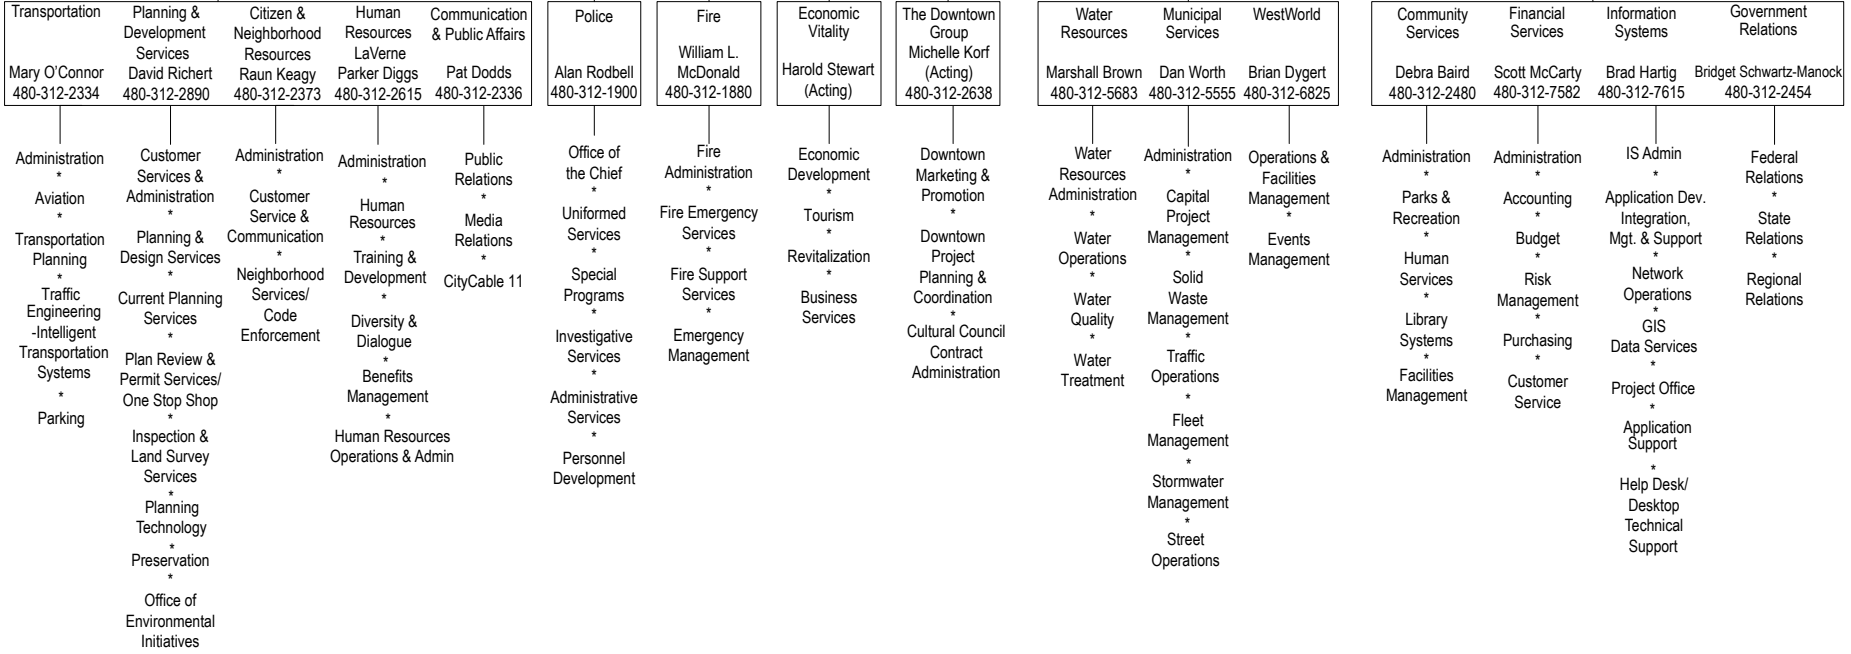 Transportation
Mary O'Connor
480-312-2334
Administration
*
Aviation
*
Transportation
Planning
*
Traffic
Engineering
-Intelligent
Transportation
Systems
*
Parking
Planning &
Development
Services
David Richert
480-312-2890
Customer
Services &
Administration
*
Planning &
Design Services
*
Current Planning
Services
*
Plan Review &
Permit Services/
One Stop Shop
*
Inspection &
Land Survey
Services
*
Planning
Technology
*
Preservation
*
Office of
Environmental
Initiatives
Citizen &
Neighborhood
Resources
Raun Keagy
480-312-2373
Administration
*
Customer
Service &
Communication
*
Neighborhood
Services/
Code
Enforcement
Human
Resources
LaVerne
Parker Diggs
480-312-2615
Administration
*
Human
Resources
*
Training &
Development
*
Diversity &
Dialogue
*
Benefits
Management
*
Human Resources
Operations & Admin
Communication
& Public Affairs
Pat Dodds
480-312-2336
Public
Relations
*
Media
Relations
*
CityCable 11
Police
Alan Rodbell
480-312-1900
Office of
the Chief
*
Uniformed
Services
*
Special
Programs
*
Investigative
Services
*
Administrative
Services
*
Personnel
Development
Fire
William L.
McDonald
480-312-1880
Fire
Administration
*
Fire Emergency
Services
*
Fire Support
Services
*
Emergency
Management
Economic
Vitality
Harold Stewart
(Acting)
Economic
Development
*
Tourism
*
Revitalization
*
Business
Services
The Downtown
Group
Michelle Korf
(Acting)
480-312-2638
Downtown
Marketing &
Promotion
*
Downtown
Project
Planning &
Coordination
*
Cultural Council
Contract
Administration
Water
Resources
Marshall Brown
480-312-5683
Water
Resources
Administration
*
Water
Operations
*
Water
Quality
*
Water
Treatment
Municipal
Services
Dan Worth
480-312-5555
Administration
*
Capital
Project
Management
*
Solid
Waste
Management
*
Traffic
Operations
*
Fleet
Management
*
Stormwater
Management
*
Street
Operations
WestWorld
Brian Dygert
480-312-6825
Operations &
Facilities
Management
*
Events
Management
Community
Services
Debra Baird
480-312-2480
Administration
*
Parks &
Recreation
*
Human
Services
*
Library
Systems
*
Facilities
Management
Financial
Services
Scott McCarty
480-312-7582
Administration
*
Accounting
*
Budget
*
Risk
Management
*
Purchasing
*
Customer
Service
Information
Systems
Brad Hartig
480-312-7615
IS Admin
*
Application Dev.
Integration,
Mgt. & Support
*
Network
Operations
*
GIS
Data Services
*
Project Office
*
Application
Support
*
Help Desk/
Desktop
Technical
Support
Government
Relations
Bridget Schwartz-Manock
480-312-2454
Federal
Relations
*
State
Relations
*
Regional
Relations